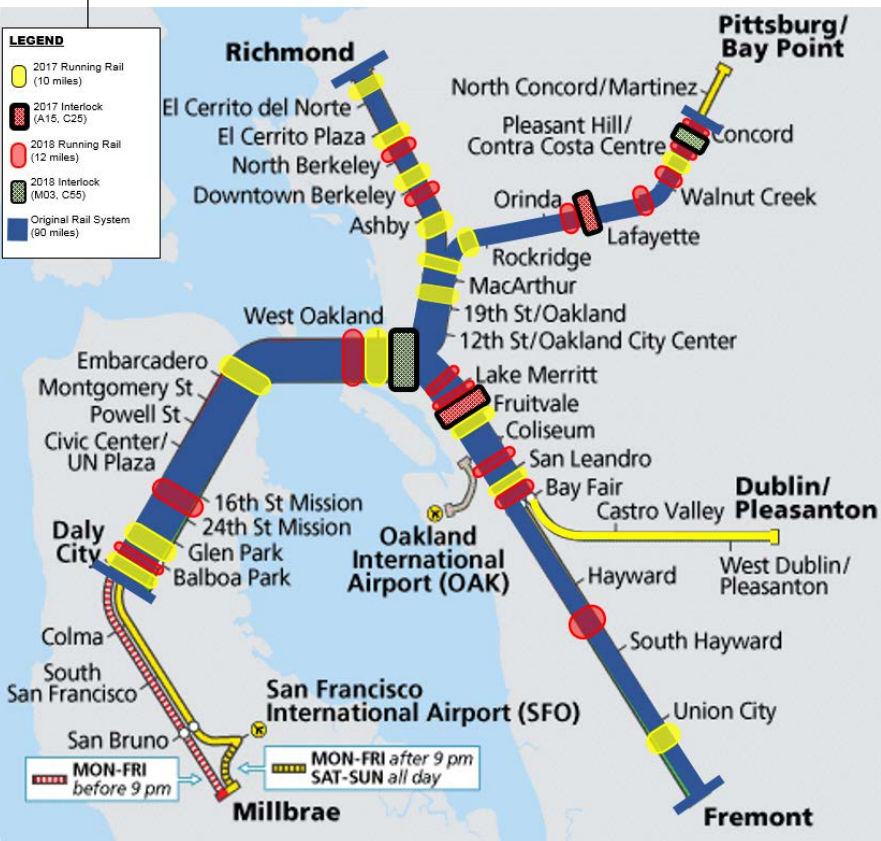 LEGEND
2017 Running Rail
(10 miles)
2017 Interlock
(A15, C25)
2018 Running Rail
(12 miles)
2018 Interlock
(M03, C55)
Original Rail System
(90 miles)
Richmond
El Cerrito del Norte
El Cerrito Plaza
North Berkeley
Downtown Berkeley
Ashby
Pittsburg/
Bay Point
North Concord/Martinez
Pleasant Hill/
Contra Costa Centre
Concord
Orinda
Walnut Creek
Lafayette
Rockridge
MacArthur
19th St/Oakland
12th St/Oakland City Center
West Oakland
Embarcadero
Montgomery St
Powell St
Civic Center/
UN Plaza
Lake Merritt
Fruitvale
Coliseum
San Leandro
Bay Fair
Castro Valley
Dublin/
Pleasanton
West Dublin/
Pleasanton
16th St Mission
24th St Mission
Glen Park
Balboa Park
Daly
City
Oakland
International
Airport (OAK)
Hayward
South Hayward
Union City
Fremont
Colma
South
San Francisco
San Bruno
San Francisco
International Airport (SFO)
MON-FRI
before 9 pm
MON-FRI after 9 pm
SAT-SUN all day
Millbrae